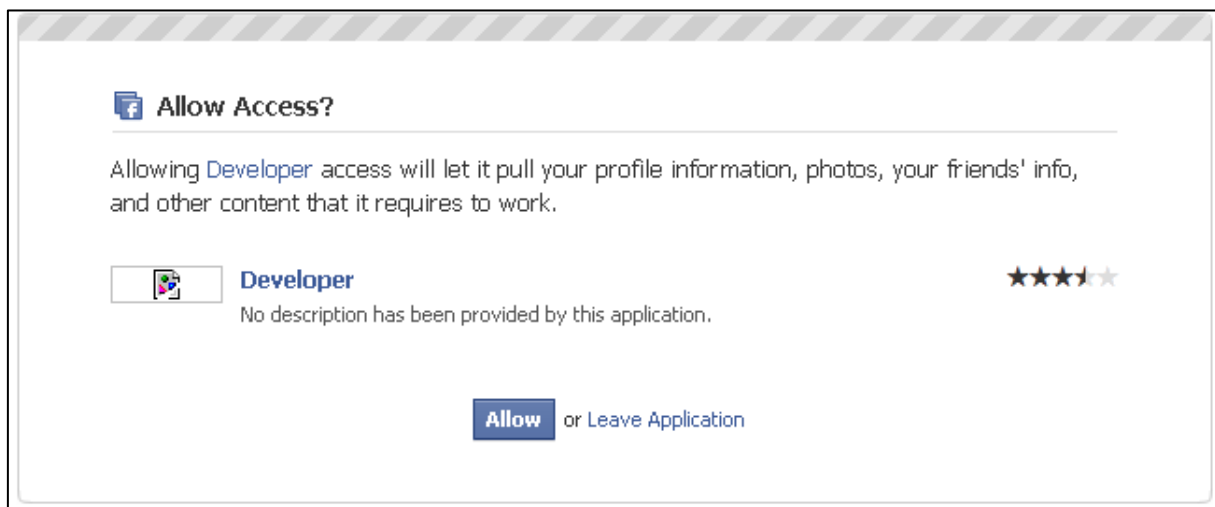 Allow Access?
Allowing Developer access will let it pull your profile information, photos, your friends' info,
and other content that it requires to work.
Developer
No description has been provided by this application.
Allow or Leave Application